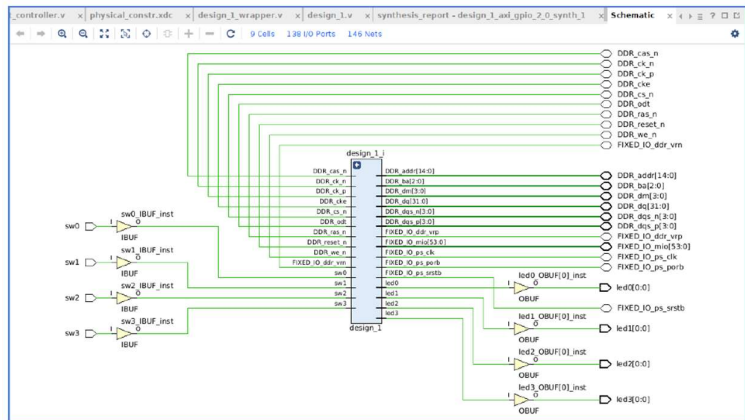 t_controller.v × physical_constr.xdc × design_1_wrapper.v × design_1.v × synthesis_report - design_1_axi_gpio_2_0_synth_1 × Schematic ×
9 Cells 138 I/O Ports 146 Nets
DDR_cas_n
DDR_ck_n
DDR_ck_p
DDR_cke
DDR_cs_n
DDR_odt
DDR_ras_n
DDR_reset_n
DDR_we_n
FIXED_IO_ddr_vrn
design_1_i
DDR_cas_n DDR_addr[14:0] DDR_addr[14:0]
DDR_ck_n DDR_ba[2:0] DDR_ba[2:0]
DDR_ck_p DDR_dm[3:0] DDR_dm[3:0]
DDR_cke DDR_dq[31:0] DDR_dq[31:0]
DDR_cs_n DDR_dqs_n[3:0] DDR_dqs_n[3:0]
DDR_odt DDR_dqs_p[3:0] DDR_dqs_p[3:0]
DDR_ras_n FIXED_IO_ddr_vrp FIXED_IO_ddr_vrp
DDR_reset_n FIXED_IO_mio[53:0] FIXED_IO_mio[53:0]
DDR_we_n FIXED_IO_ps_clk FIXED_IO_ps_clk
FIXED_IO_ddr_vrn FIXED_IO_ps_porb FIXED_IO_ps_porb
sw0 FIXED_IO_ps_srstb
sw1 led0
sw2 led1
sw3 led2
led3
design_1
sw0_IBUF_inst
sw0 I O
IBUF
sw1_IBUF_inst
sw1 I O
IBUF
sw2_IBUF_inst
sw2 I O
IBUF
sw3_IBUF_inst
sw3 I O
IBUF
led0_OBUF[0]_inst
I O led0[0:0]
OBUF
FIXED_IO_ps_srstb
led1_OBUF[0]_inst
I O led1[0:0]
OBUF
led2_OBUF[0]_inst
I O led2[0:0]
OBUF
led3_OBUF[0]_inst
I O led3[0:0]
OBUF